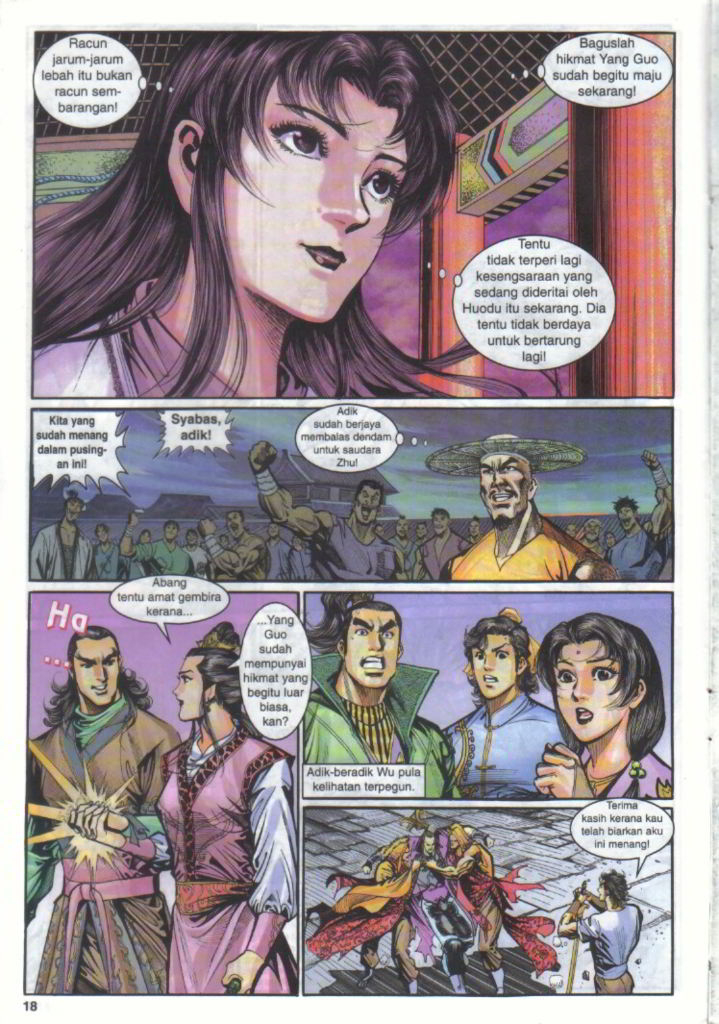 Racun
jarum-jarum
lebah itu bukan
racun sem-
barangan!
Baguslah
hikmat Yang Guo
sudah begitu maju
sekarang!
Tentu
tidak terperi lagi
kesengsaraan yang
sedang dideritai oleh
Huodu itu sekarang. Dia
tentu tidak berdaya
untuk bertarung
lagi!
Kita yang
sudah menang
dalam pusing-
an ini!
Syabas,
adik!
Adik
sudah berjaya
membalas dendam
untuk saudara
Zhu!
Ha
...
Abang
tentu amat gembira
kerana...
...Yang
Guo
sudah
mempunyai
hikmat yang
begitu luar
biasa,
kan?
Adik-beradik Wu pula
kelihatan terpegun.
Terima
kasih kerana kau
telah biarkan aku
ini menang!
18